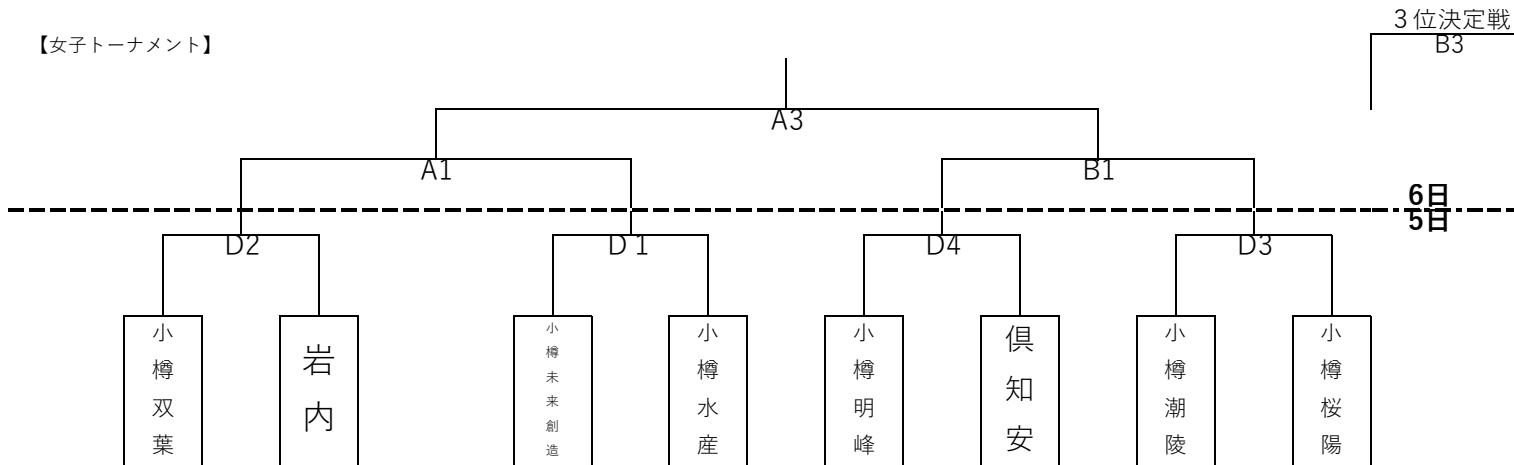 ３位決定戦
【女子トーナメント】
B3
A3
A1
B1
6日
5日
D2
D１
D4
D3
小樽双葉
岩内
小樽未来創造
小樽水産
小樽明峰
倶知安
小樽潮陵
小樽桜陽